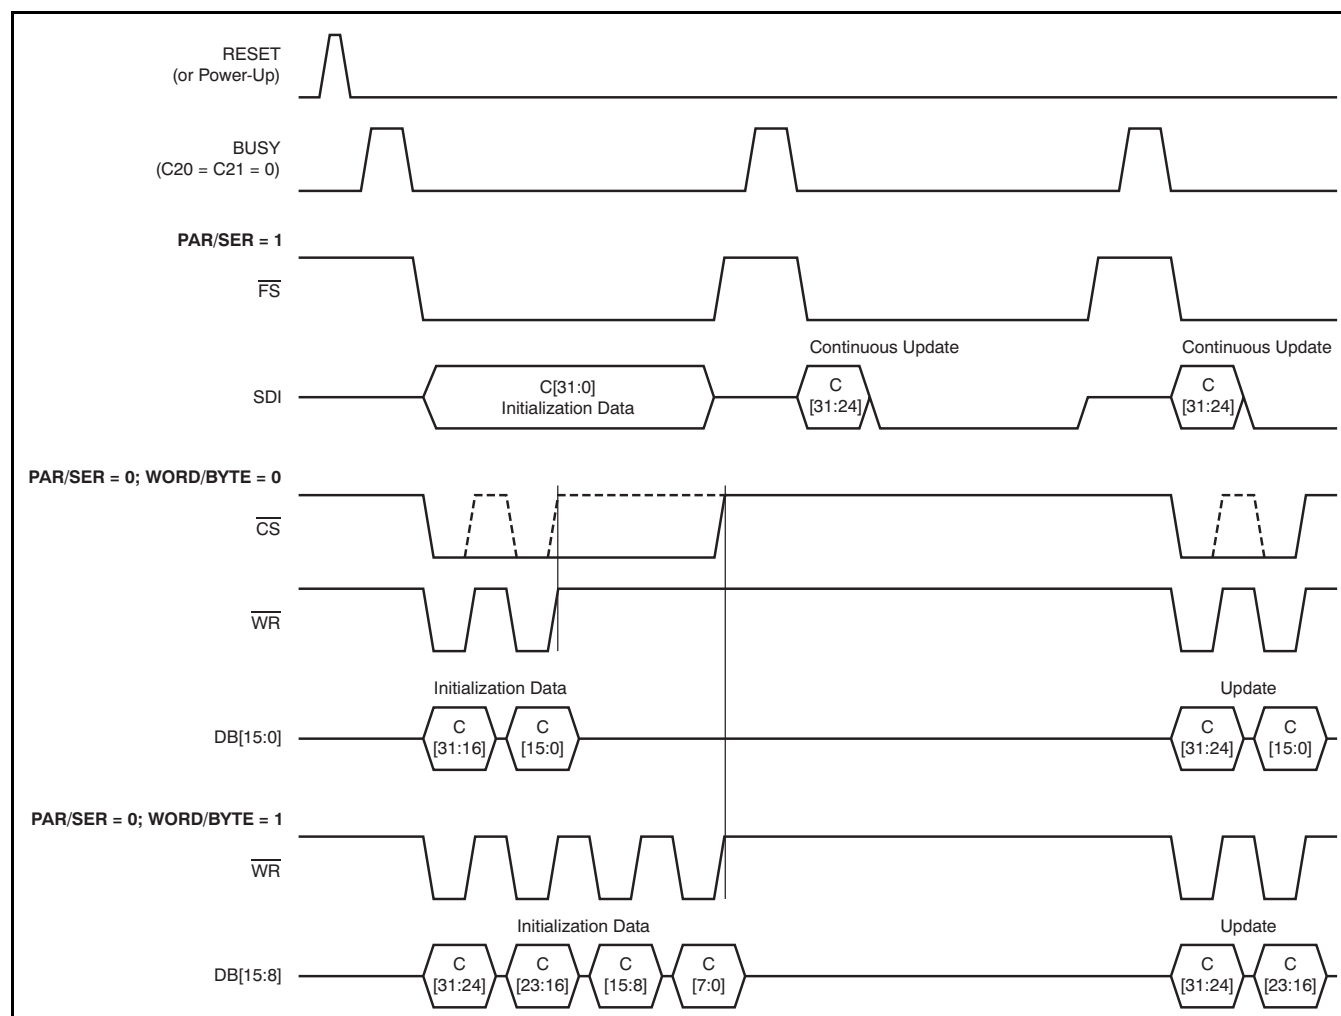 RESET
(or Power-Up)
BUSY
(C20 = C21 = 0)
PAR/SER = 1
FS
Continuous Update
Continuous Update
SDI
C[31:0]
Initialization Data
C
[31:24]
C
[31:24]
PAR/SER = 0; WORD/BYTE = 0
CS
WR
Initialization Data
Update
DB[15:0]
C
[31:16]
C
[15:0]
C
[31:24]
C
[15:0]
PAR/SER = 0; WORD/BYTE = 1
WR
Initialization Data
Update
DB[15:8]
C
[31:24]
C
[23:16]
C
[15:8]
C
[7:0]
C
[31:24]
C
[23:16]